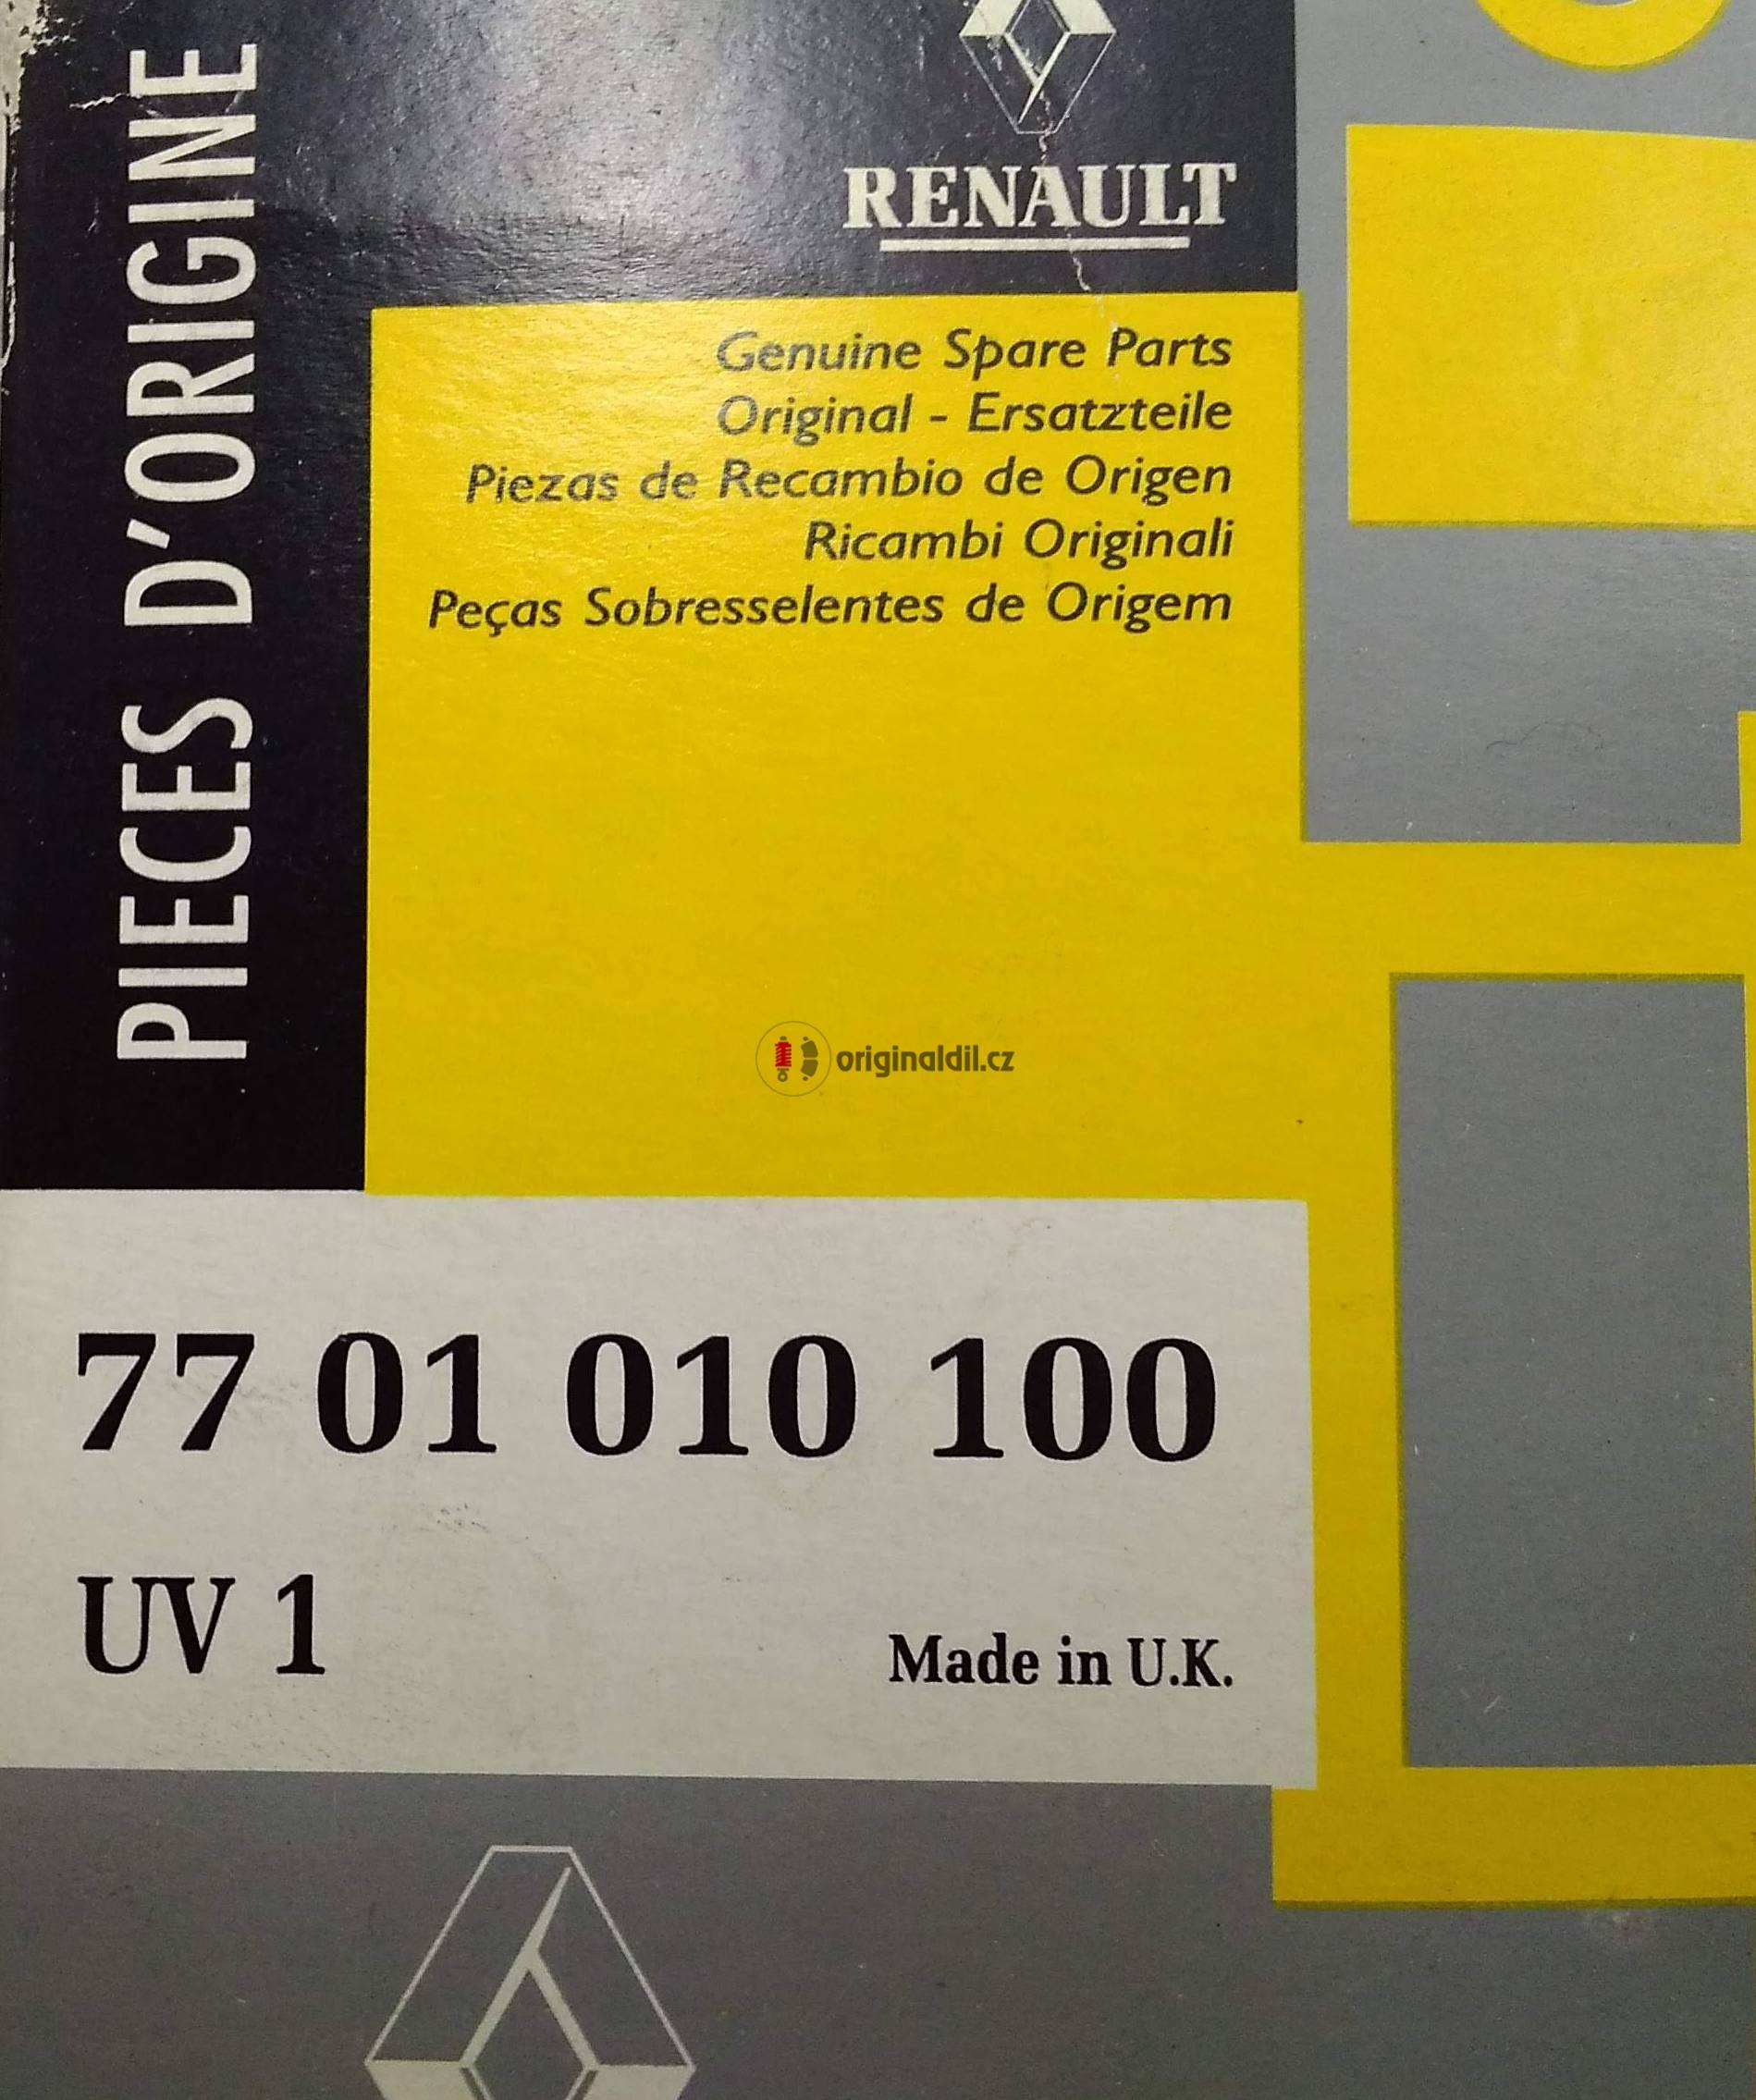 PIECES D'ORIGINE
RENAULT
Genuine Spare Parts
Original - Ersatzteile
Piezas de Recambio de Origen
Ricambi Originali
Peças Sobresselentes de Origem
originaldil.cz
77 01 010 100
UV 1
Made in U.K.